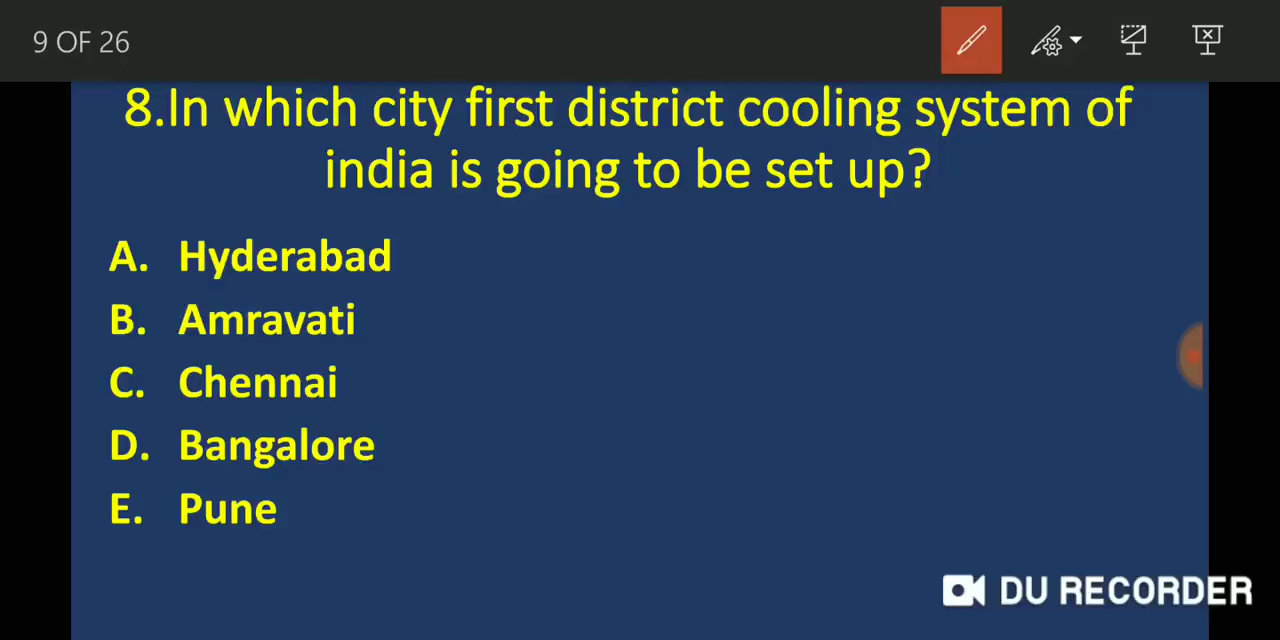 9 OF 26
8.In which city first district cooling system of
india is going to be set up?
A. Hyderabad
B. Amravati
C. Chennai
D. Bangalore
E. Pune
DU RECORDER